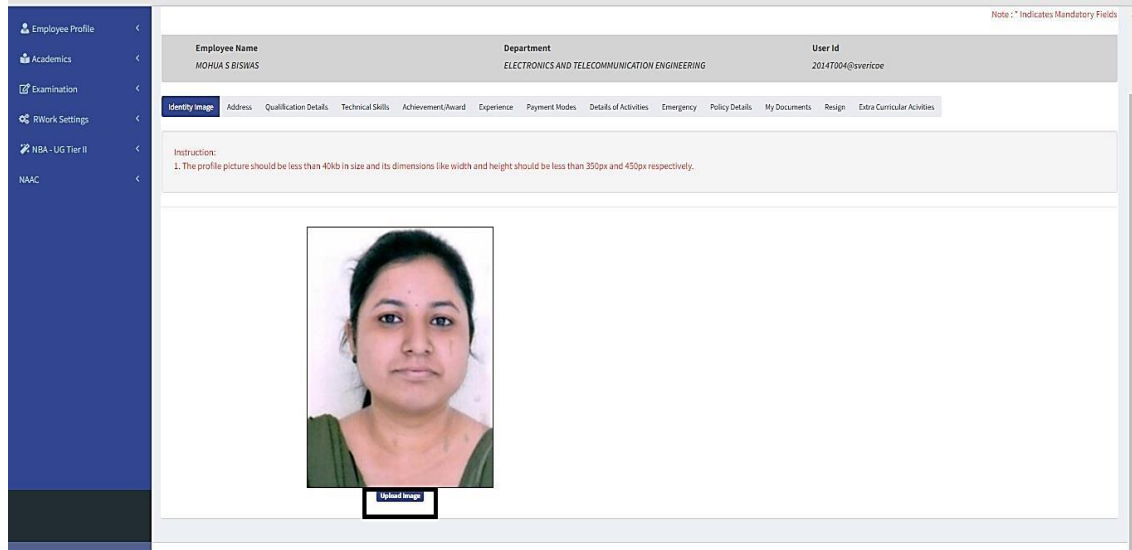 Note : * Indicates Mandatory Fields
Employee Profile
Academics
Examination
RWork Settings
NBA - UG Tier II
NAAC
Employee Name Department User Id
MOHUA S BISWAS ELECTRONICS AND TELECOMMUNICATION ENGINEERING 2014T004@svericoe
Identity Image Address Qualification Details Technical Skills Achievement/Award Experience Payment Modes Details of Activities Emergency Policy Details My Documents Resign Extra Curricular Acivities
Instruction:
1. The profile picture should be less than 40kb in size and its dimensions like width and height should be less than 350px and 450px respectively.
Upload Image